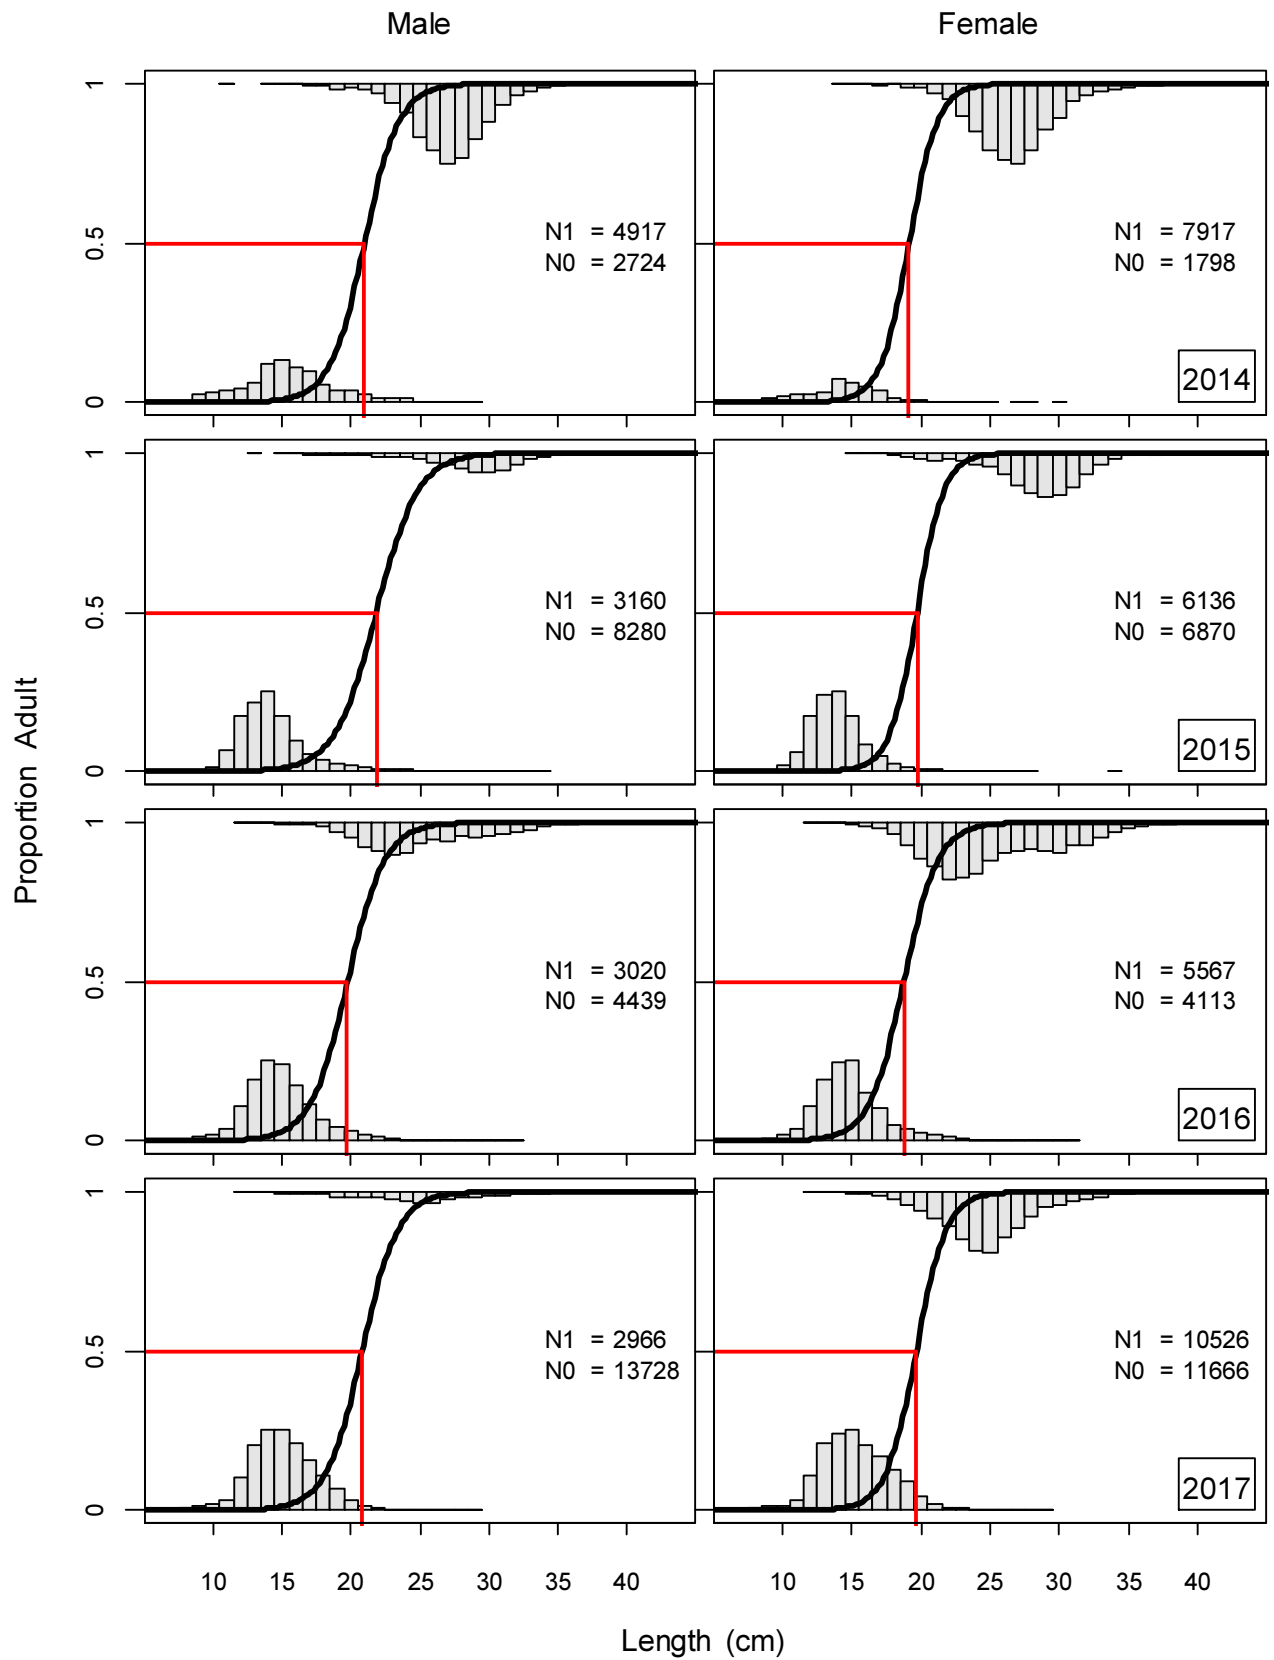 Male Female
1
0.5
0
N1 = 4917
N0 = 2724
N1 = 7917
N0 = 1798
2014
1
0.5
0
N1 = 3160
N0 = 8280
N1 = 6136
N0 = 6870
2015
1
0.5
0
N1 = 3020
N0 = 4439
N1 = 5567
N0 = 4113
2016
1
0.5
0
N1 = 2966
N0 = 13728
N1 = 10526
N0 = 11666
2017
Proportion Adult
10 15 20 25 30 35 40 10 15 20 25 30 35 40
Length (cm)